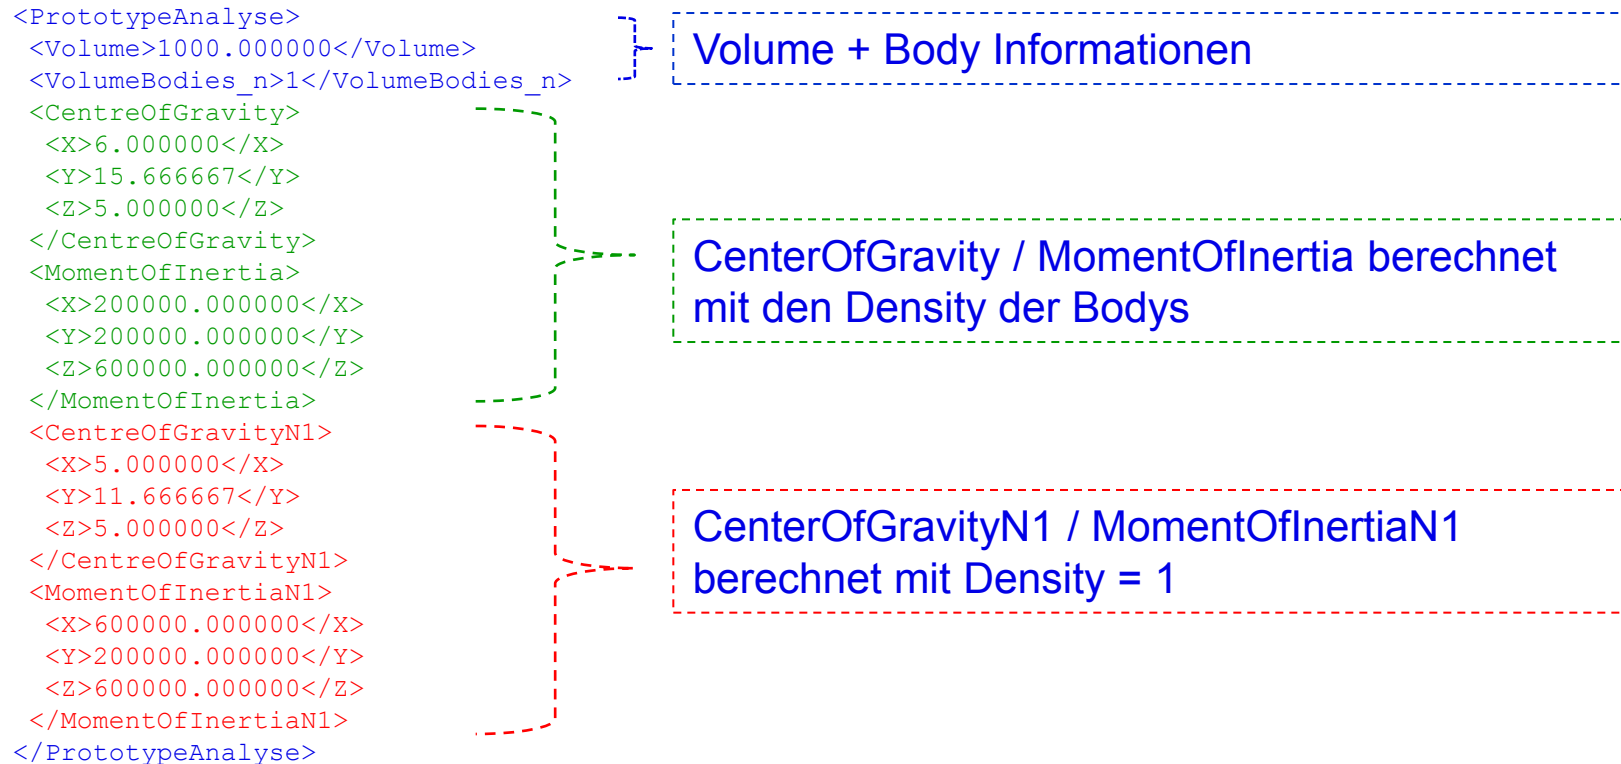 <PrototypeAnalyse>
<Volume>1000.000000</Volume>
<VolumeBodies_n>1</VolumeBodies_n>
<CentreOfGravity>
<X>6.000000</X>
<Y>15.666667</Y>
<Z>5.000000</Z>
</CentreOfGravity>
<MomentOfInertia>
<X>200000.000000</X>
<Y>200000.000000</Y>
<Z>600000.000000</Z>
</MomentOfInertia>
<CentreOfGravityN1>
<X>5.000000</X>
<Y>11.666667</Y>
<Z>5.000000</Z>
</CentreOfGravityN1>
<MomentOfInertiaN1>
<X>600000.000000</X>
<Y>200000.000000</Y>
<Z>600000.000000</Z>
</MomentOfInertiaN1>
</PrototypeAnalyse>
Volume + Body Informationen
CenterOfGravity / MomentOfInertia berechnet
mit den Density der Bodys
CenterOfGravityN1 / MomentOfInertiaN1
berechnet mit Density = 1